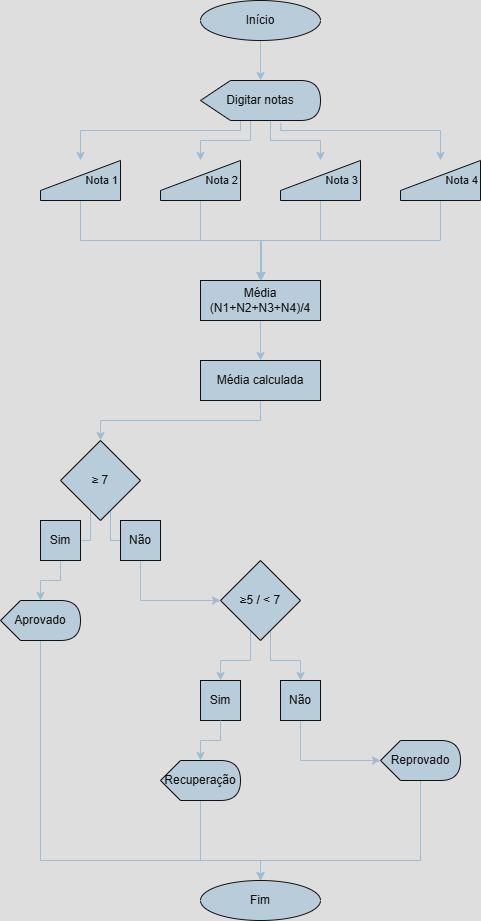 Início
Digitar notas
Nota 1
Nota 2
Nota 3
Nota 4
Média
(N1+N2+N3+N4)/4
Média calculada
≥ 7
Sim
Não
≥5 / < 7
Aprovado
Sim
Não
Reprovado
Recuperação
Fim